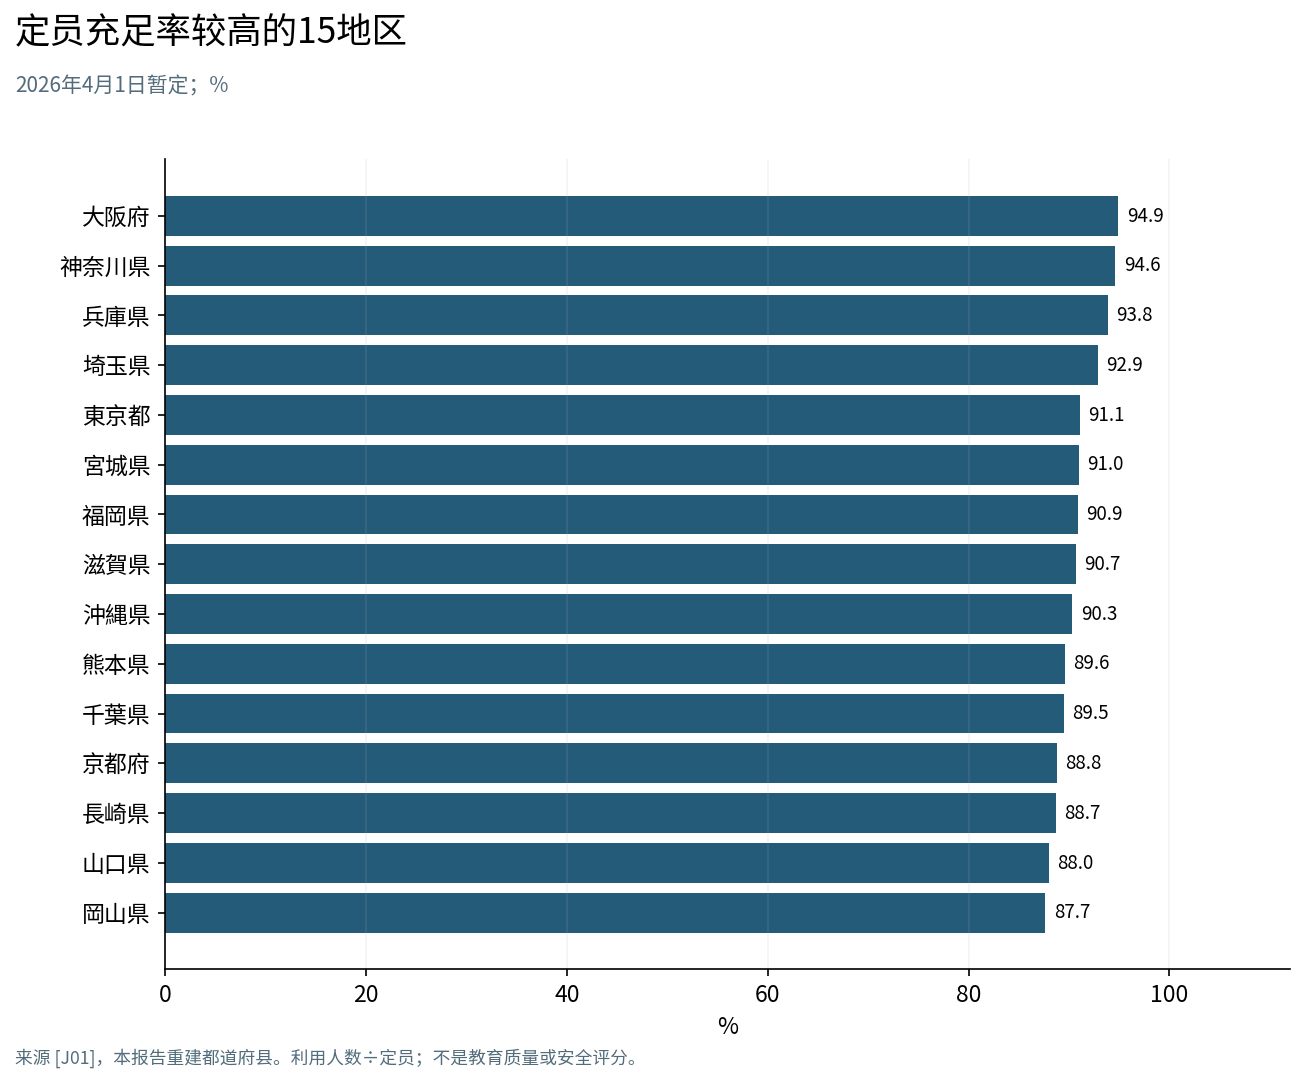 定员充足率较高的15地区
2026年4月1日暂定；%
大阪府 94.9
神奈川県 94.6
兵庫県 93.8
埼玉県 92.9
東京都 91.1
宮城県 91.0
福岡県 90.9
滋賀県 90.7
沖縄県 90.3
熊本県 89.6
千葉県 89.5
京都府 88.8
長崎県 88.7
山口県 88.0
岡山県 87.7
0 20 40 60 80 100
%
来源 [J01]，本报告重建都道府县。利用人数÷定员；不是教育质量或安全评分。